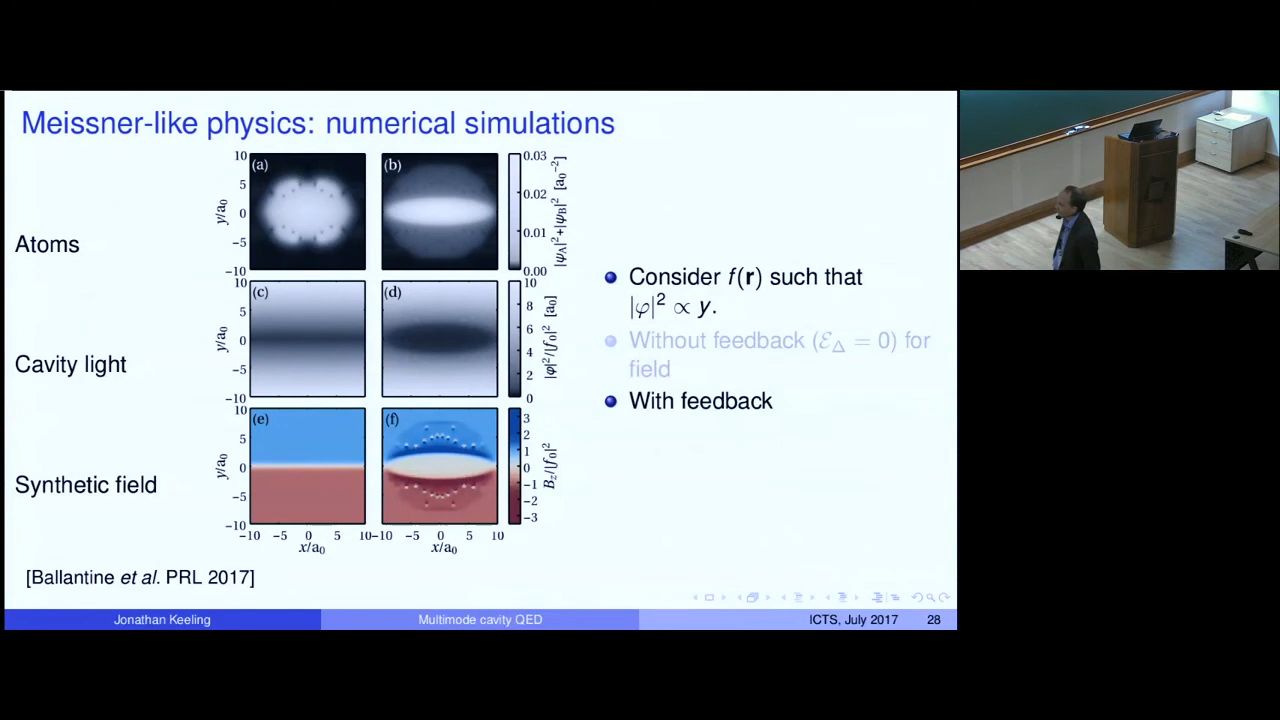 Meissner-like physics: numerical simulations
Atoms
Cavity light
Synthetic field
(a)
(b)
(c)
(d)
(e)
(f)
10
5
0
−5
−10
y/a₀
10
5
0
−5
−10
y/a₀
10
5
0
−5
−10
y/a₀
−10 −5 0 5 10
x/a₀
−10 −5 0 5 10
x/a₀
0.03
0.02
0.01
0.00
|ψ_A|²+|ψ_B|² [a₀⁻²]
10
8
6
4
2
0
|φ|²/|f₀|² [a₀]
3
2
1
0
−1
−2
−3
B_z/|f₀|²
Consider f(r) such that
|φ|² ∝ y.
Without feedback (ℰ_Δ = 0) for
field
With feedback
[Ballantine et al. PRL 2017]
Jonathan Keeling
Multimode cavity QED
ICTS, July 2017 28